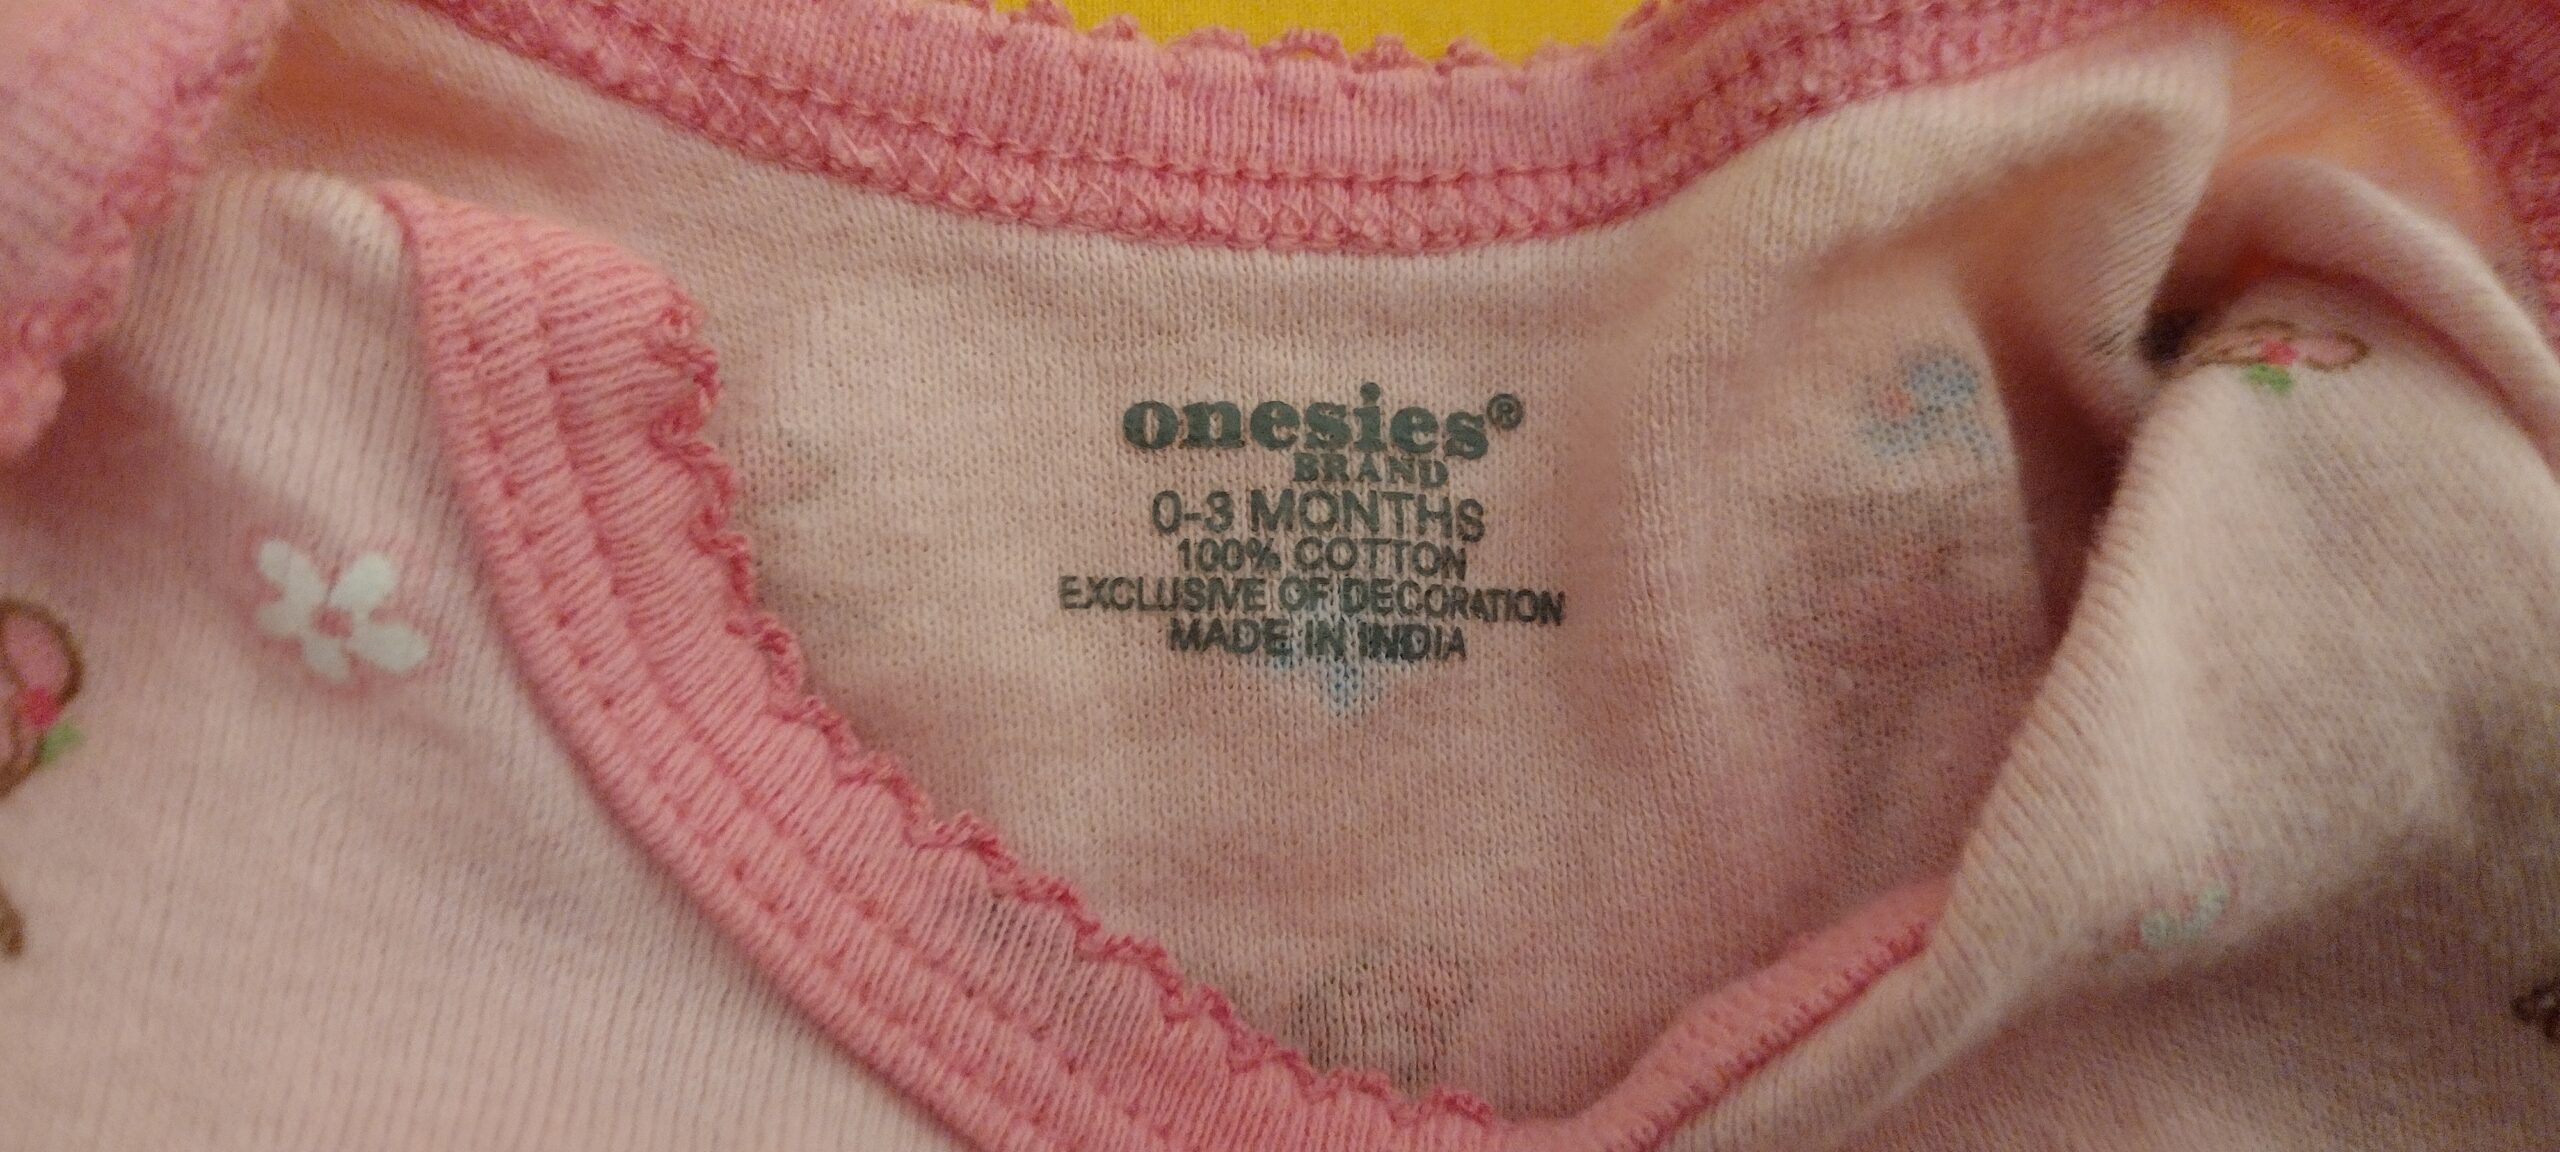 onesies®
BRAND
0-3 MONTHS
100% COTTON
EXCLUSIVE OF DECORATION
MADE IN INDIA